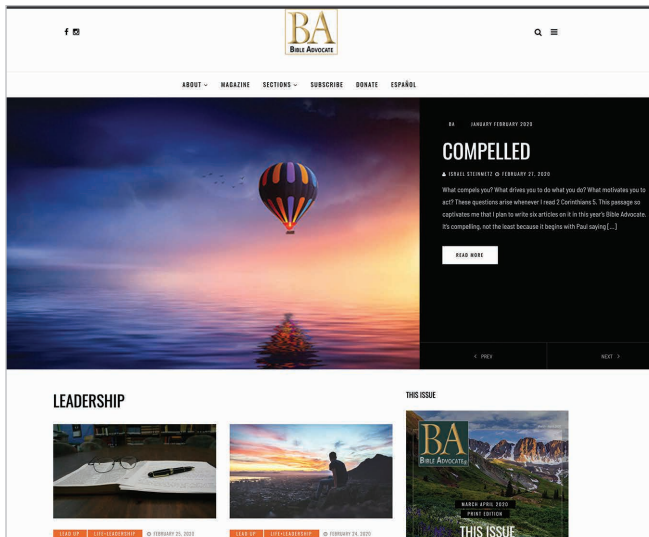 BA
BIBLE ADVOCATE
ABOUT
MAGAZINE
SECTIONS
SUBSCRIBE
DONATE
ESPAÑOL
BA JANUARY FEBRUARY 2020
COMPELLED
ISRAEL STEINMETZ FEBRUARY 27, 2020
What compels you? What drives you to do what you do? What motivates you to
act? These questions arise whenever I read 2 Corinthians 5. This passage so
captivates me that I plan to write six articles on it in this year's Bible Advocate.
It's compelling, not the least because it begins with Paul saying [...]
READ MORE
< PREV
NEXT >
LEADERSHIP
LEAD UP LIFE+LEADERSHIP FEBRUARY 25, 2020
LEAD UP LIFE+LEADERSHIP FEBRUARY 24, 2020
THIS ISSUE
BA
BIBLE ADVOCATE
MARCH APRIL 2020
PRINT EDITION
THIS ISSUE